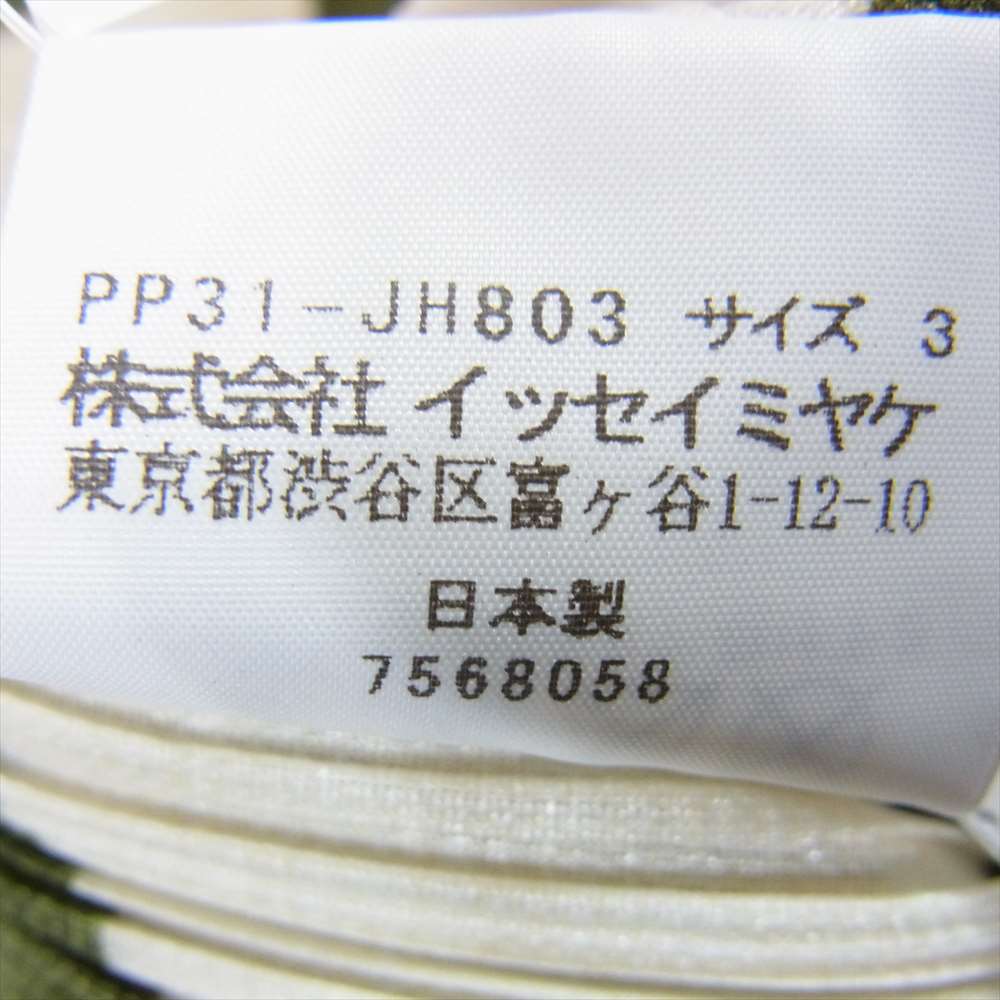 PP31-JH803 サイズ 3
株式会社 イッセイミヤケ
東京都渋谷区富ヶ谷1-12-10
日本製
7568058